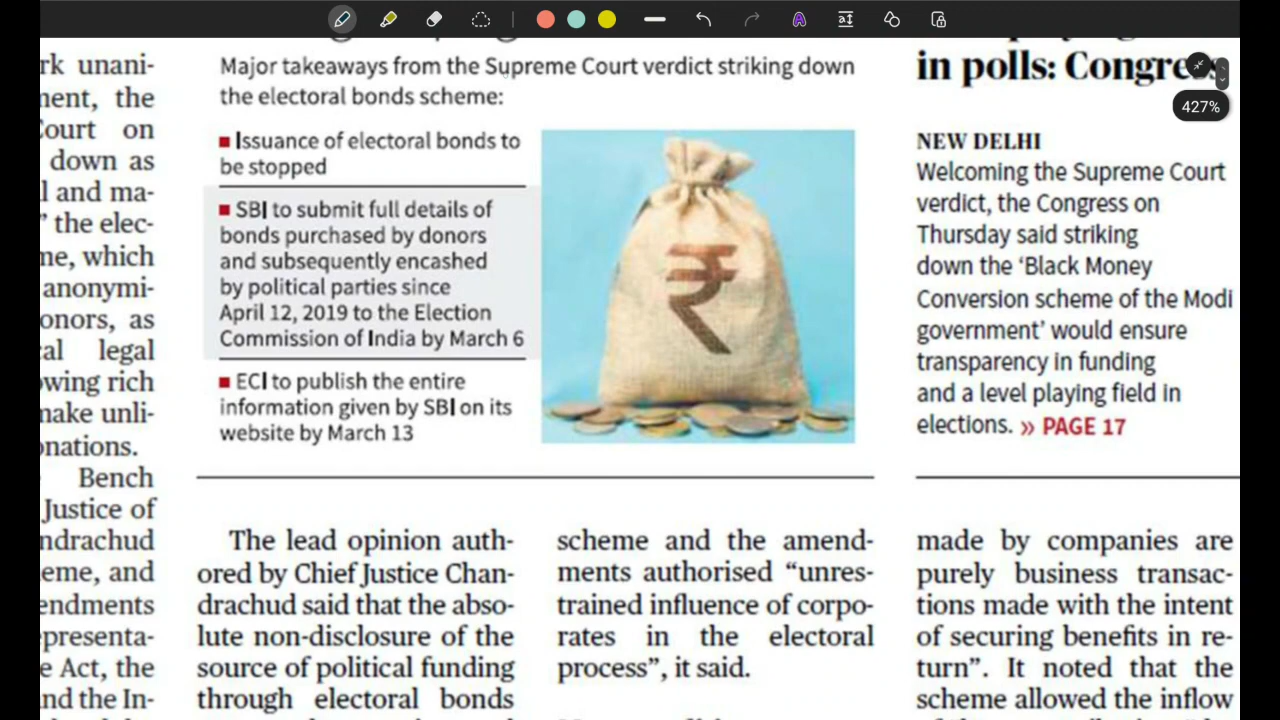 427%
rk unani-
ment, the
Court on
down as
l and ma-
” the elec-
me, which
anonymi-
onors, as
cal legal
owing rich
make unli-
onations.
Bench
Justice of
ndrachud
eme, and
endments
epresenta-
e Act, the
nd the In-
Major takeaways from the Supreme Court verdict striking down
the electoral bonds scheme:
■ Issuance of electoral bonds to
be stopped
■ SBI to submit full details of
bonds purchased by donors
and subsequently encashed
by political parties since
April 12, 2019 to the Election
Commission of India by March 6
■ ECI to publish the entire
information given by SBI on its
website by March 13
₹
The lead opinion auth-
ored by Chief Justice Chan-
drachud said that the abso-
lute non-disclosure of the
source of political funding
through electoral bonds
scheme and the amend-
ments authorised “unres-
trained influence of corpo-
rates in the electoral
process”, it said.
in polls: Congress
NEW DELHI
Welcoming the Supreme Court
verdict, the Congress on
Thursday said striking
down the ‘Black Money
Conversion scheme of the Modi
government’ would ensure
transparency in funding
and a level playing field in
elections. » PAGE 17
made by companies are
purely business transac-
tions made with the intent
of securing benefits in re-
turn”. It noted that the
scheme allowed the inflow